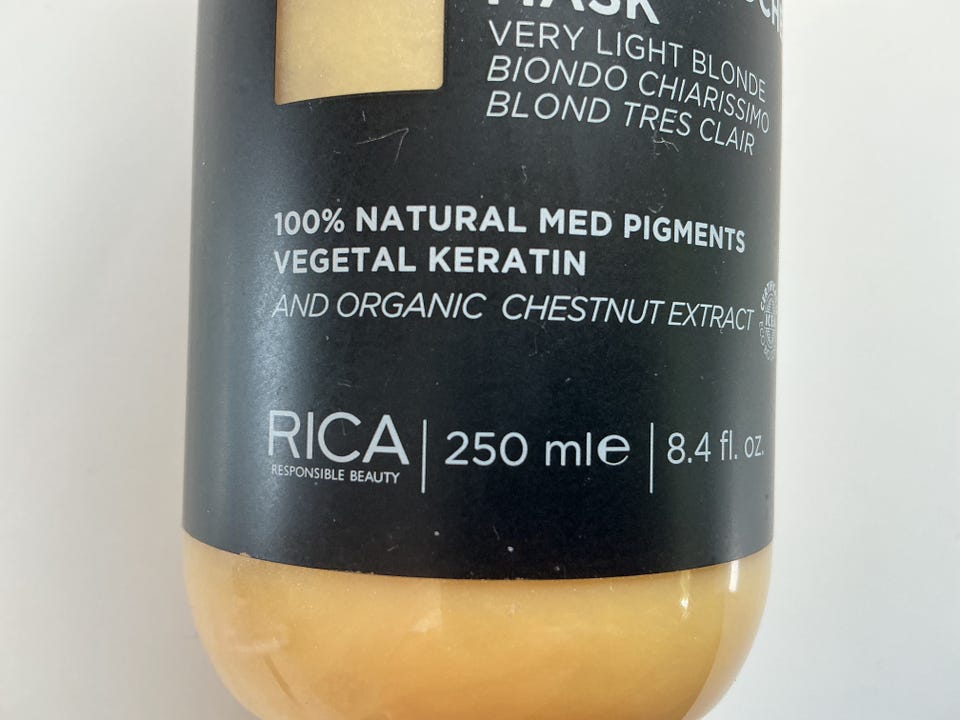 MASK
VERY LIGHT BLONDE
BIONDO CHIARISSIMO
BLOND TRES CLAIR
100% NATURAL MED PIGMENTS
VEGETAL KERATIN
AND ORGANIC CHESTNUT EXTRACT
RICA
RESPONSIBLE BEAUTY
250 ml℮
8.4 fl. oz.